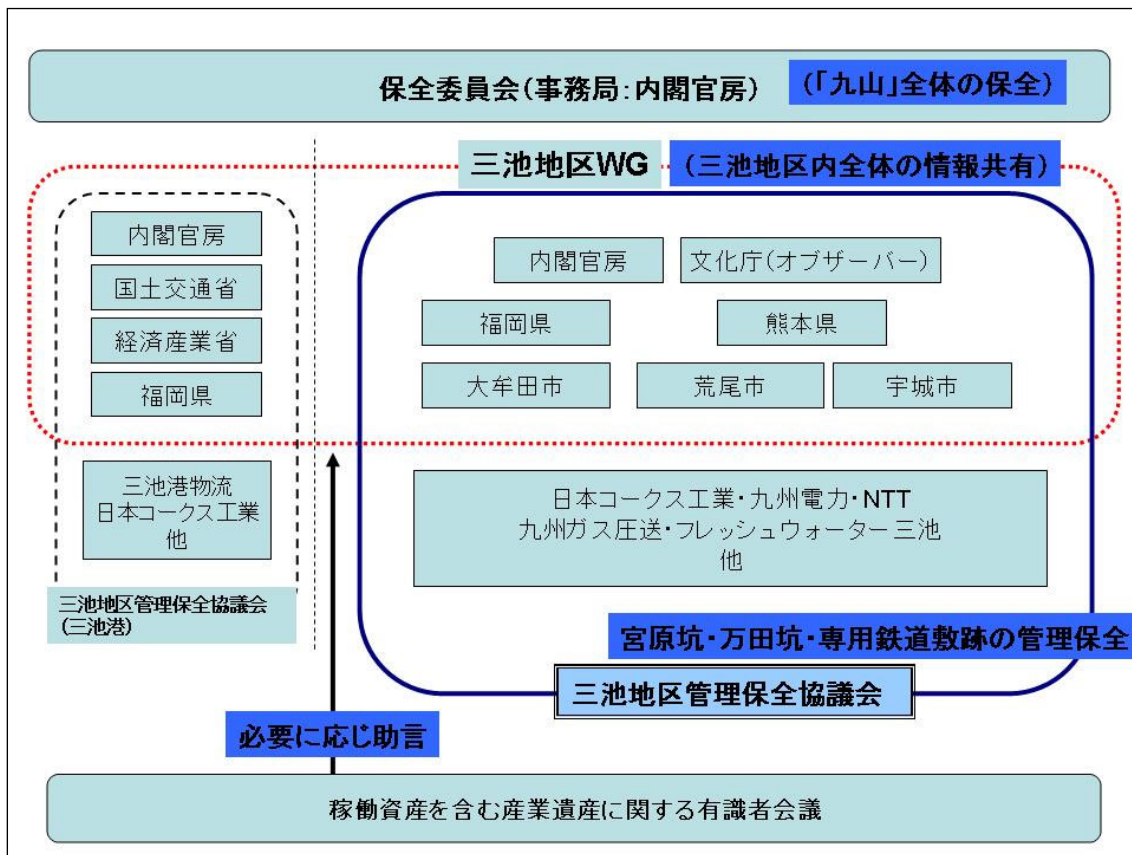 保全委員会(事務局:内閣官房)
(「九山」全体の保全)
三池地区WG
(三池地区内全体の情報共有)
内閣官房
国土交通省
経済産業省
福岡県
三池港物流
日本コークス工業
他
三池地区管理保全協議会
(三池港)
内閣官房
文化庁(オブザーバー)
福岡県
熊本県
大牟田市
荒尾市
宇城市
日本コークス工業・九州電力・NTT
九州ガス圧送・フレッシュウォーター三池
他
宮原坑・万田坑・専用鉄道敷跡の管理保全
三池地区管理保全協議会
必要に応じ助言
稼働資産を含む産業遺産に関する有識者会議